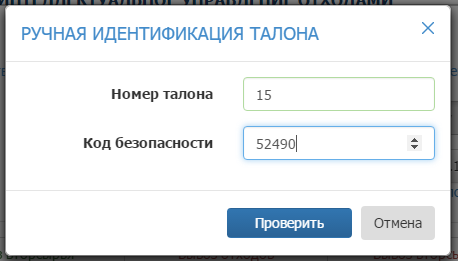 РУЧНАЯ ИДЕНТИФИКАЦИЯ ТАЛОНА
Номер талона 15
Код безопасности 52490
Проверить Отмена